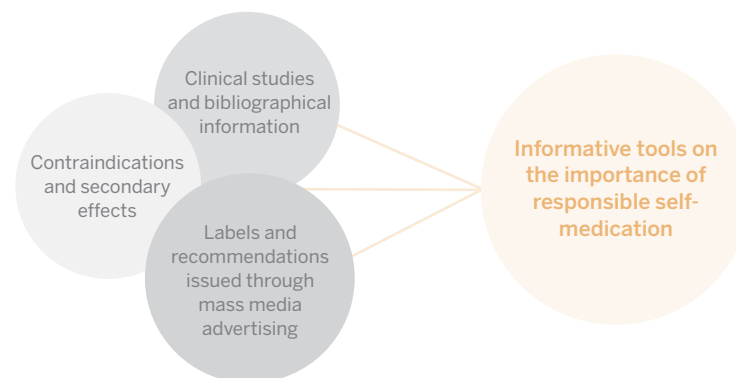 Clinical studies
and bibliographical
information
Contraindications
and secondary
effects
Labels and
recommendations
issued through
mass media
advertising
Informative tools on
the importance of
responsible self-
medication